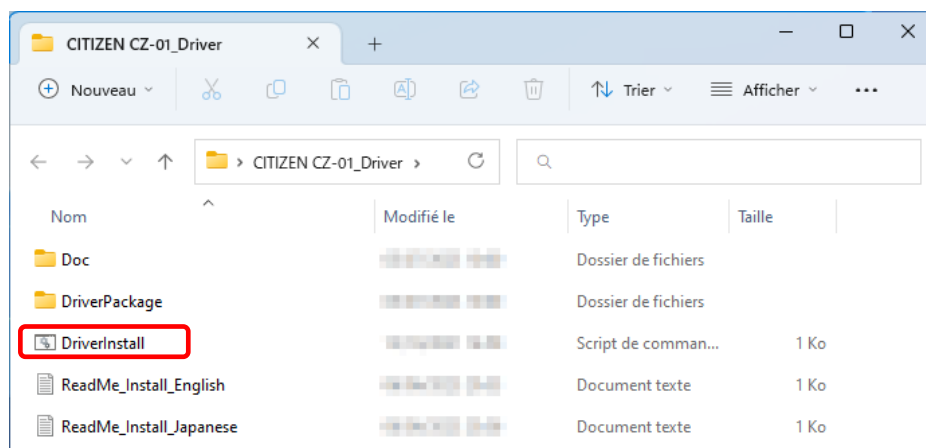 CITIZEN CZ-01_Driver
Nouveau Trier Afficher
CITIZEN CZ-01_Driver
Nom Modifié le Type Taille
Doc Dossier de fichiers
DriverPackage Dossier de fichiers
DriverInstall Script de comman... 1 Ko
ReadMe_Install_English Document texte 1 Ko
ReadMe_Install_Japanese Document texte 1 Ko